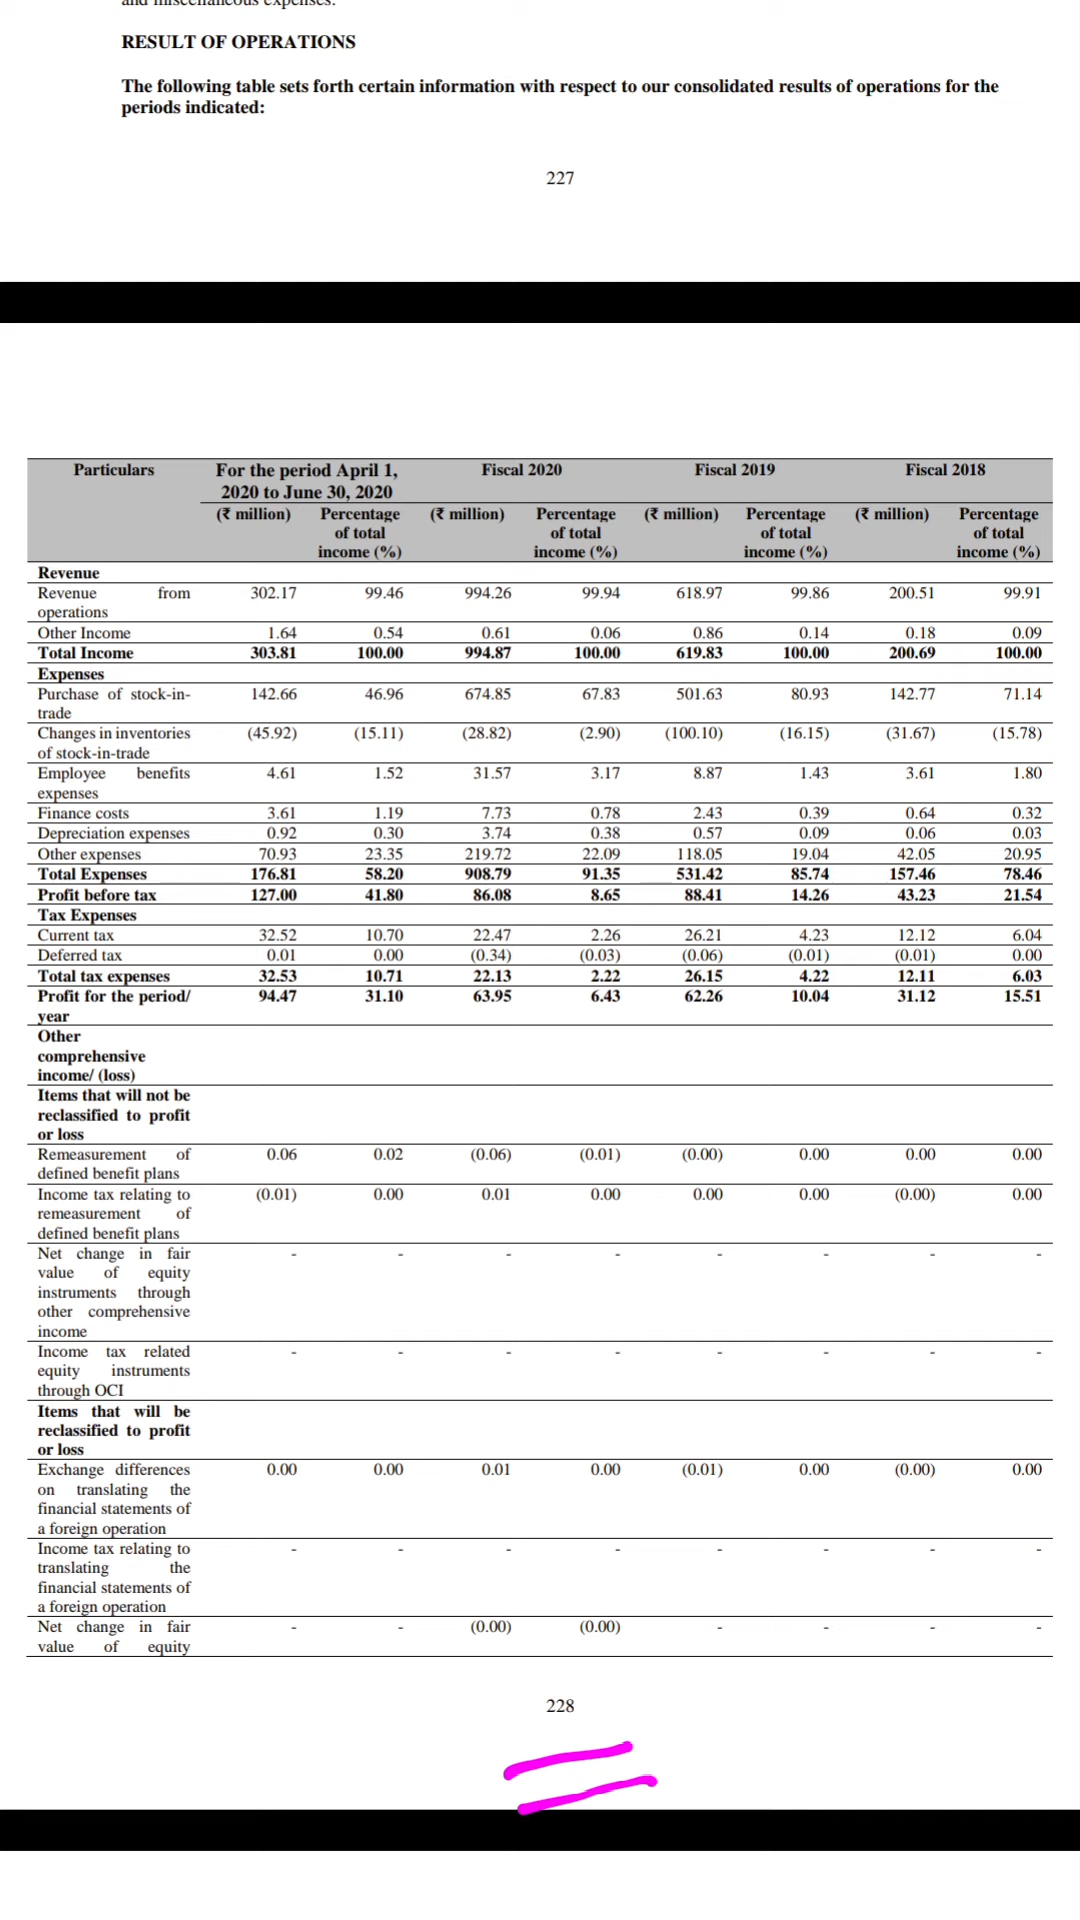 and miscellaneous expenses.
RESULT OF OPERATIONS
The following table sets forth certain information with respect to our consolidated results of operations for the
periods indicated:
227
Particulars For the period April 1, 2020 to June 30, 2020 Fiscal 2020 Fiscal 2019 Fiscal 2018
(₹ million) Percentage of total income (%) (₹ million) Percentage of total income (%) (₹ million) Percentage of total income (%) (₹ million) Percentage of total income (%)
Revenue
Revenue from operations 302.17 99.46 994.26 99.94 618.97 99.86 200.51 99.91
Other Income 1.64 0.54 0.61 0.06 0.86 0.14 0.18 0.09
Total Income 303.81 100.00 994.87 100.00 619.83 100.00 200.69 100.00
Expenses
Purchase of stock-in-trade 142.66 46.96 674.85 67.83 501.63 80.93 142.77 71.14
Changes in inventories of stock-in-trade (45.92) (15.11) (28.82) (2.90) (100.10) (16.15) (31.67) (15.78)
Employee benefits expenses 4.61 1.52 31.57 3.17 8.87 1.43 3.61 1.80
Finance costs 3.61 1.19 7.73 0.78 2.43 0.39 0.64 0.32
Depreciation expenses 0.92 0.30 3.74 0.38 0.57 0.09 0.06 0.03
Other expenses 70.93 23.35 219.72 22.09 118.05 19.04 42.05 20.95
Total Expenses 176.81 58.20 908.79 91.35 531.42 85.74 157.46 78.46
Profit before tax 127.00 41.80 86.08 8.65 88.41 14.26 43.23 21.54
Tax Expenses
Current tax 32.52 10.70 22.47 2.26 26.21 4.23 12.12 6.04
Deferred tax 0.01 0.00 (0.34) (0.03) (0.06) (0.01) (0.01) 0.00
Total tax expenses 32.53 10.71 22.13 2.22 26.15 4.22 12.11 6.03
Profit for the period/ year 94.47 31.10 63.95 6.43 62.26 10.04 31.12 15.51
Other comprehensive income/ (loss)
Items that will not be reclassified to profit or loss
Remeasurement of defined benefit plans 0.06 0.02 (0.06) (0.01) (0.00) 0.00 0.00 0.00
Income tax relating to remeasurement of defined benefit plans (0.01) 0.00 0.01 0.00 0.00 0.00 (0.00) 0.00
Net change in fair value of equity instruments through other comprehensive income - - - - - - - -
Income tax related equity instruments through OCI - - - - - - - -
Items that will be reclassified to profit or loss
Exchange differences on translating the financial statements of a foreign operation 0.00 0.00 0.01 0.00 (0.01) 0.00 (0.00) 0.00
Income tax relating to translating the financial statements of a foreign operation - - - - - - - -
Net change in fair value of equity - - (0.00) (0.00) - - - -
228